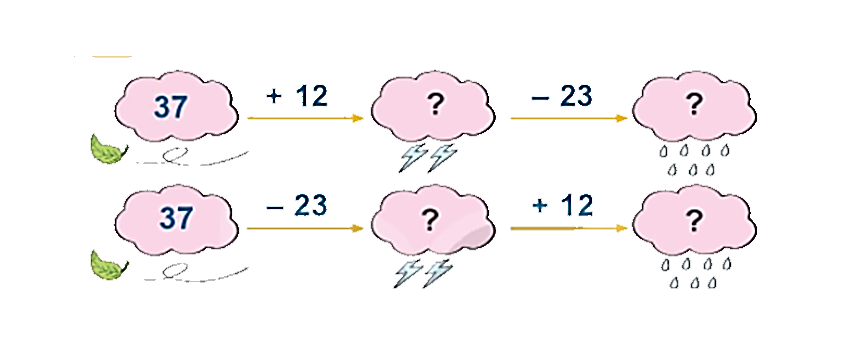 37 + 12 ? – 23 ?
37 – 23 ? + 12 ?